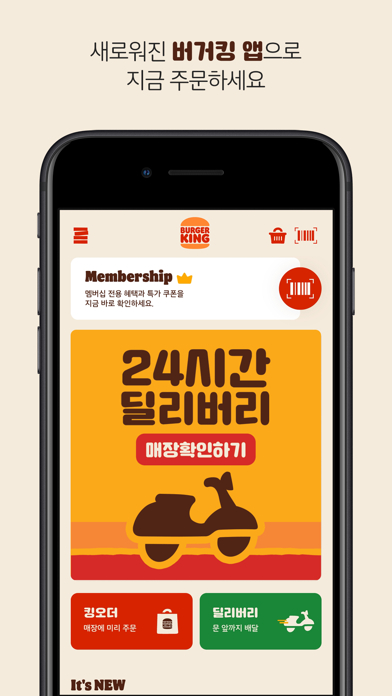 새로워진 버거킹 앱으로
지금 주문하세요
BURGER
KING
Membership
멤버십 전용 혜택과 특가 쿠폰을
지금 바로 확인하세요.
24시간
딜리버리
매장확인하기
킹오더
매장에 미리 주문
딜리버리
문 앞까지 배달
It's NEW